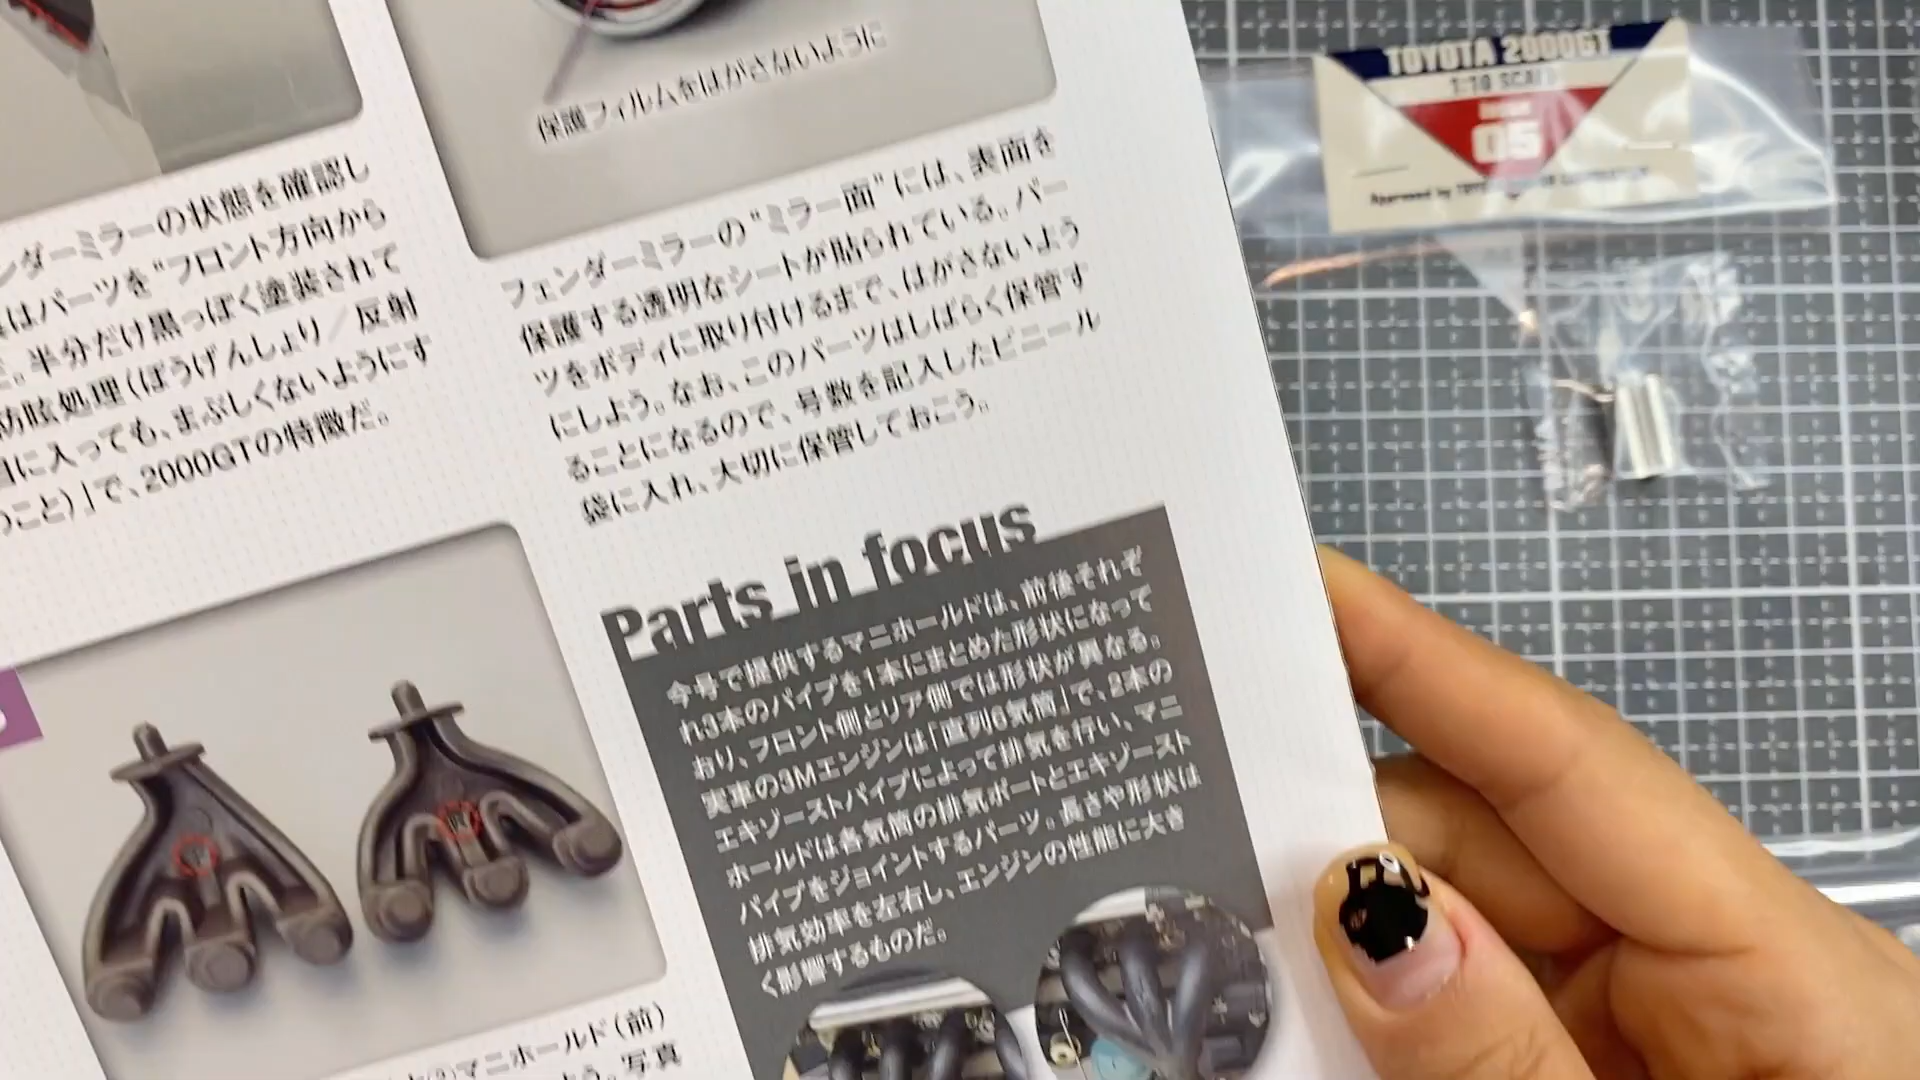 保護フィルムをはがさないように
ンダーミラーの状態を確認し
はパーツを“フロント方向から
半分だけ黒っぽく塗装されて
防眩処理(ぼうげんしょり/反射
目に入っても、まぶしくないようにす
のこと)」で、2000GTの特徴だ。
フェンダーミラーの“ミラー面”には、表面を
保護する透明なシートが貼られている。パー
ツをボディに取り付けるまで、はがさないよう
にしよう。なお、このパーツはしばらく保管す
ることになるので、号数を記入したビニール
袋に入れ、大切に保管しておこう。
Parts in focus
今号で提供するマニホールドは、前後それぞ
れ3本のパイプを1本にまとめた形状になって
おり、フロント側とリア側では形状が異なる。
実車の3Mエンジンは「直列6気筒」で、2本の
エキゾーストパイプによって排気を行い、マニ
ホールドは各気筒の排気ポートとエキゾースト
パイプをジョイントするパーツ。長さや形状は
排気効率を左右し、エンジンの性能に大き
く影響するものだ。
マニホールド(前)
よう。写真
TOYOTA 2000GT
1:10 SCALE
05
Approved by